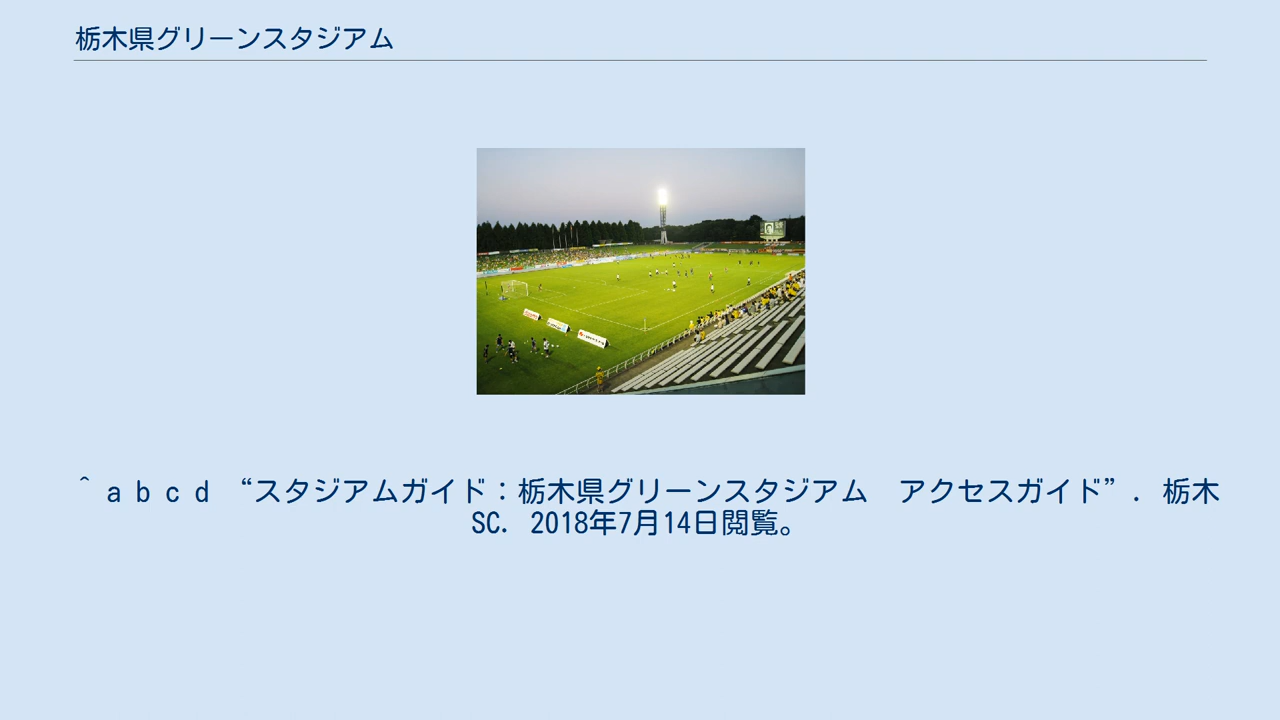 栃木県グリーンスタジアム
^ a b c d “スタジアムガイド：栃木県グリーンスタジアム　アクセスガイド”. 栃木
SC. 2018年7月14日閲覧。